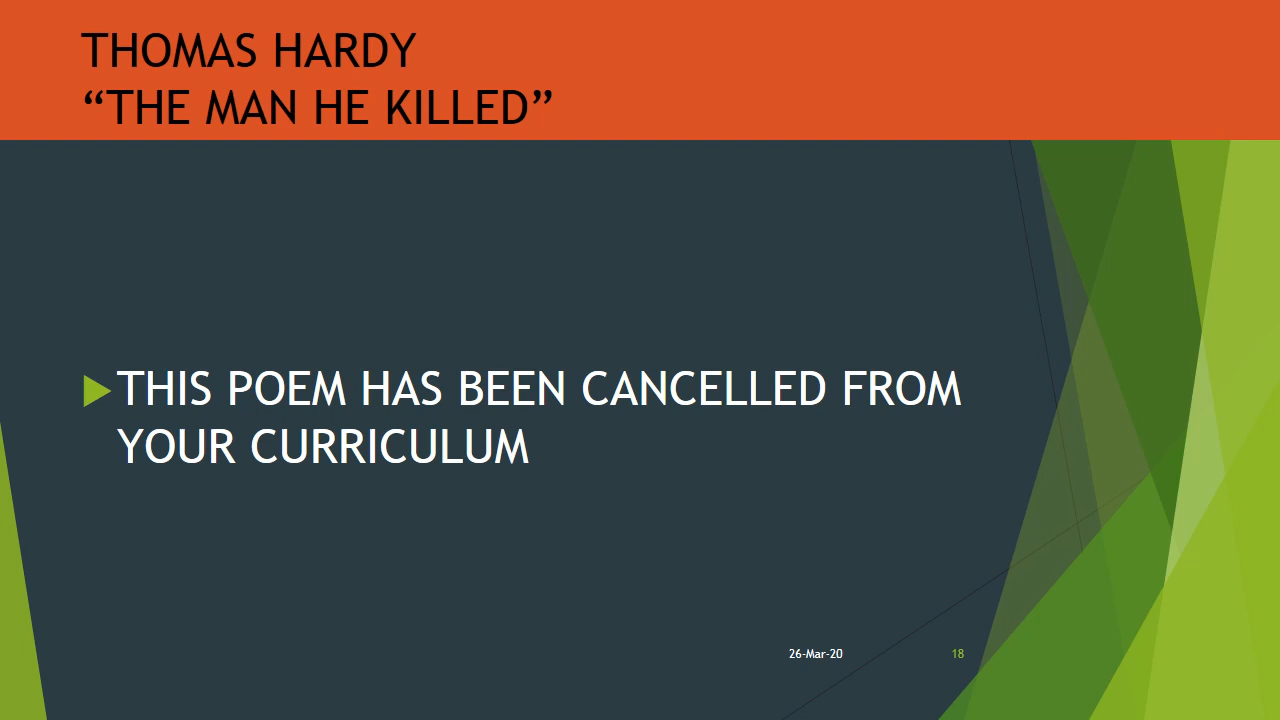 THOMAS HARDY
“THE MAN HE KILLED”
THIS POEM HAS BEEN CANCELLED FROM
YOUR CURRICULUM
26-Mar-20
18